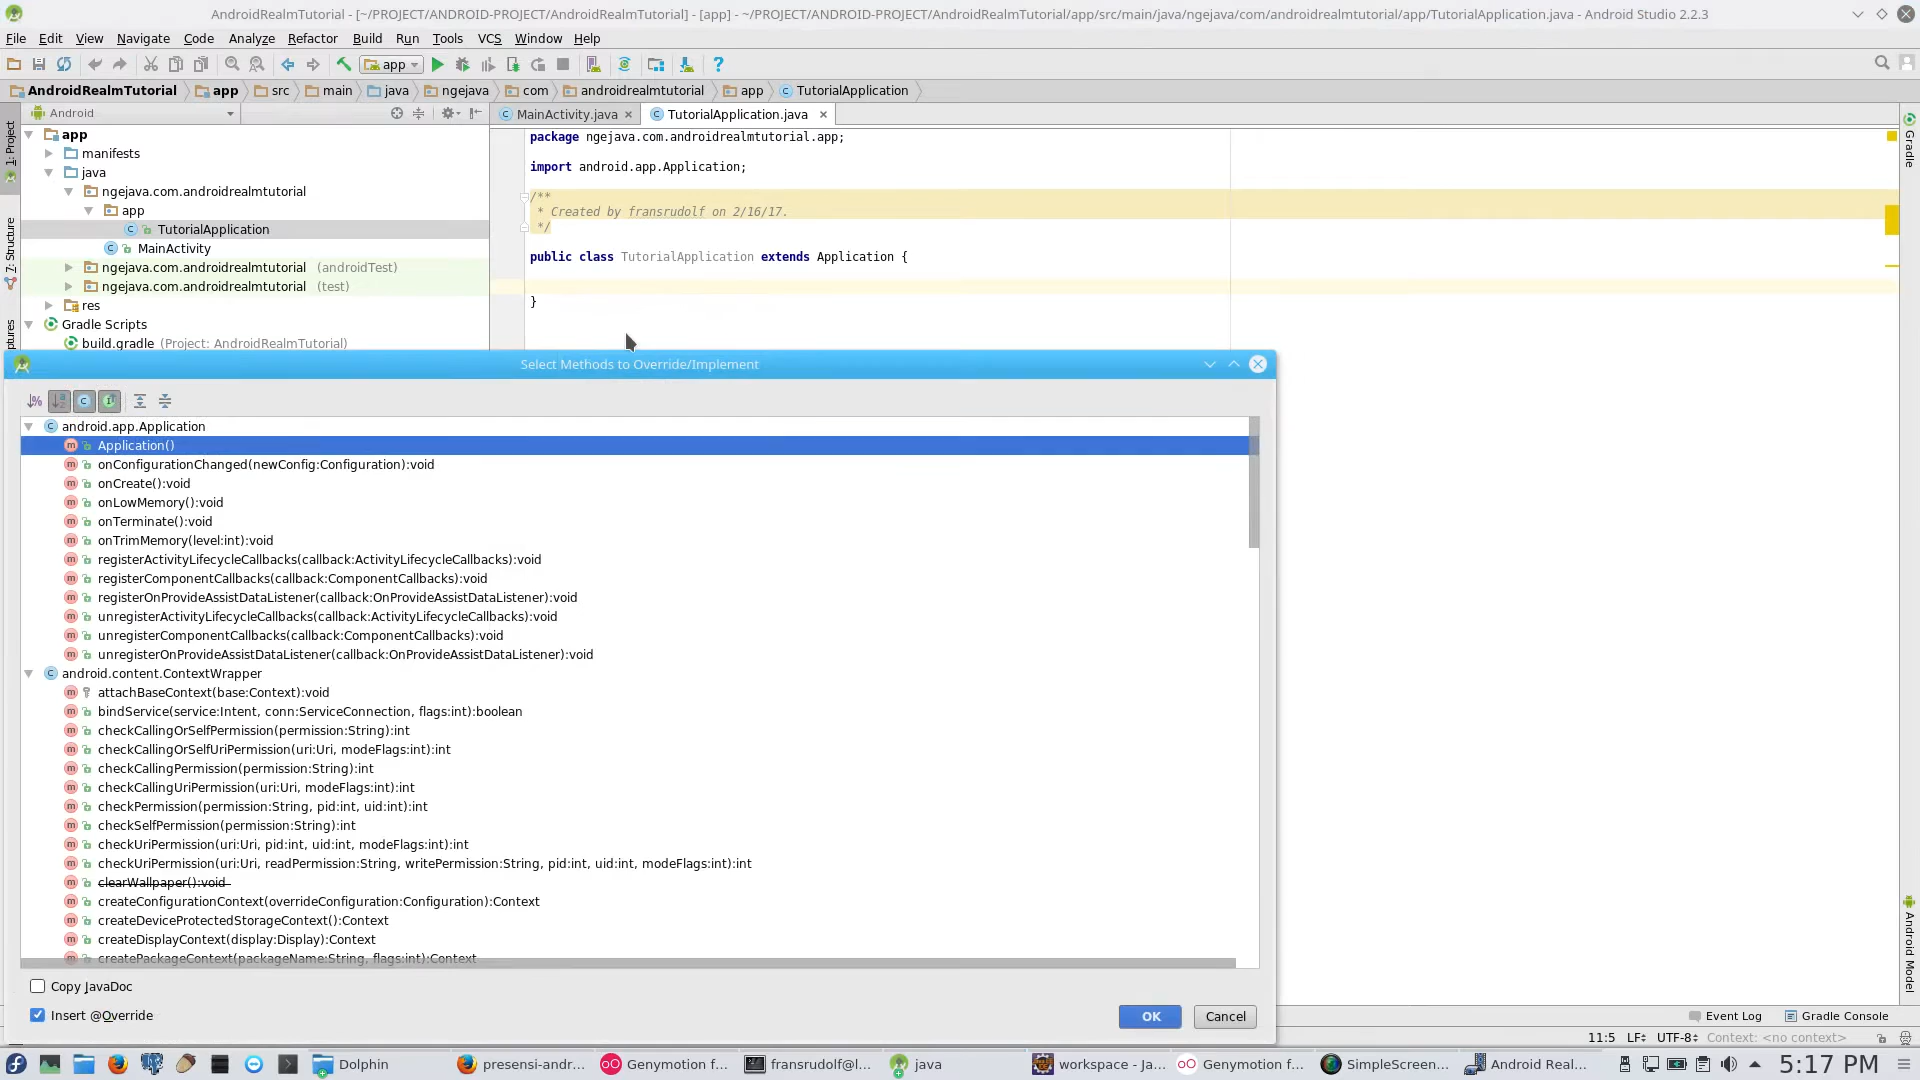 AndroidRealmTutorial - [~/PROJECT/ANDROID-PROJECT/AndroidRealmTutorial] - [app] - ~/PROJECT/ANDROID-PROJECT/AndroidRealmTutorial/app/src/main/java/ngejava/com/androidrealmtutorial/app/TutorialApplication.java - Android Studio 2.2.3
File Edit View Navigate Code Analyze Refactor Build Run Tools VCS Window Help
app
AndroidRealmTutorial app src main java ngejava com androidrealmtutorial app TutorialApplication
Android
MainActivity.java TutorialApplication.java
1: Project
7: Structure
Gradle
Android Model
app
manifests
java
ngejava.com.androidrealmtutorial
app
TutorialApplication
MainActivity
ngejava.com.androidrealmtutorial (androidTest)
ngejava.com.androidrealmtutorial (test)
res
Gradle Scripts
build.gradle (Project: AndroidRealmTutorial)
package ngejava.com.androidrealmtutorial.app;
import android.app.Application;
/**
* Created by fransrudolf on 2/16/17.
*/
public class TutorialApplication extends Application {
}
Select Methods to Override/Implement
android.app.Application
Application()
onConfigurationChanged(newConfig:Configuration):void
onCreate():void
onLowMemory():void
onTerminate():void
onTrimMemory(level:int):void
registerActivityLifecycleCallbacks(callback:ActivityLifecycleCallbacks):void
registerComponentCallbacks(callback:ComponentCallbacks):void
registerOnProvideAssistDataListener(callback:OnProvideAssistDataListener):void
unregisterActivityLifecycleCallbacks(callback:ActivityLifecycleCallbacks):void
unregisterComponentCallbacks(callback:ComponentCallbacks):void
unregisterOnProvideAssistDataListener(callback:OnProvideAssistDataListener):void
android.content.ContextWrapper
attachBaseContext(base:Context):void
bindService(service:Intent, conn:ServiceConnection, flags:int):boolean
checkCallingOrSelfPermission(permission:String):int
checkCallingOrSelfUriPermission(uri:Uri, modeFlags:int):int
checkCallingPermission(permission:String):int
checkCallingUriPermission(uri:Uri, modeFlags:int):int
checkPermission(permission:String, pid:int, uid:int):int
checkSelfPermission(permission:String):int
checkUriPermission(uri:Uri, pid:int, uid:int, modeFlags:int):int
checkUriPermission(uri:Uri, readPermission:String, writePermission:String, pid:int, uid:int, modeFlags:int):int
clearWallpaper():void
createConfigurationContext(overrideConfiguration:Configuration):Context
createDeviceProtectedStorageContext():Context
createDisplayContext(display:Display):Context
createPackageContext(packageName:String, flags:int):Context
Copy JavaDoc
Insert @Override
OK Cancel
Event Log Gradle Console
11:5 LF UTF-8 Context: <no context>
Dolphin presensi-andr... Genymotion f... fransrudolf@l... java workspace - Ja... Genymotion f... SimpleScreen... Android Real... 5:17 PM